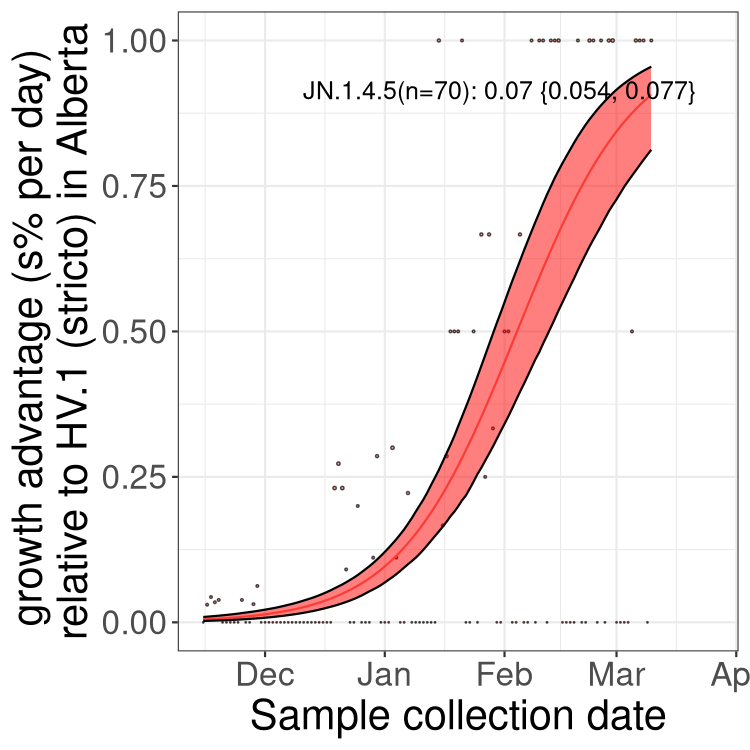 growth advantage (s% per day)
relative to HV.1 (stricto) in Alberta
1.00
JN.1.4.5(n=70): 0.07 {0.054, 0.077}
0.75
0.50
0.25
0.00
Dec Jan Feb Mar Ap
Sample collection date